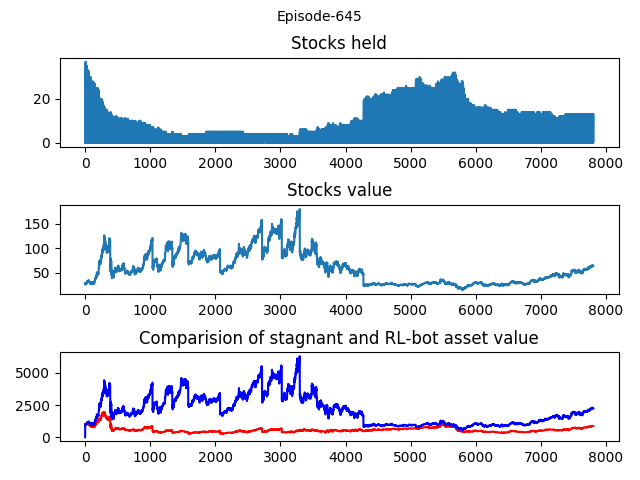 Episode-645
Stocks held
20
0
0 1000 2000 3000 4000 5000 6000 7000 8000
Stocks value
150
100
50
0 1000 2000 3000 4000 5000 6000 7000 8000
Comparision of stagnant and RL-bot asset value
5000
2500
0
0 1000 2000 3000 4000 5000 6000 7000 8000